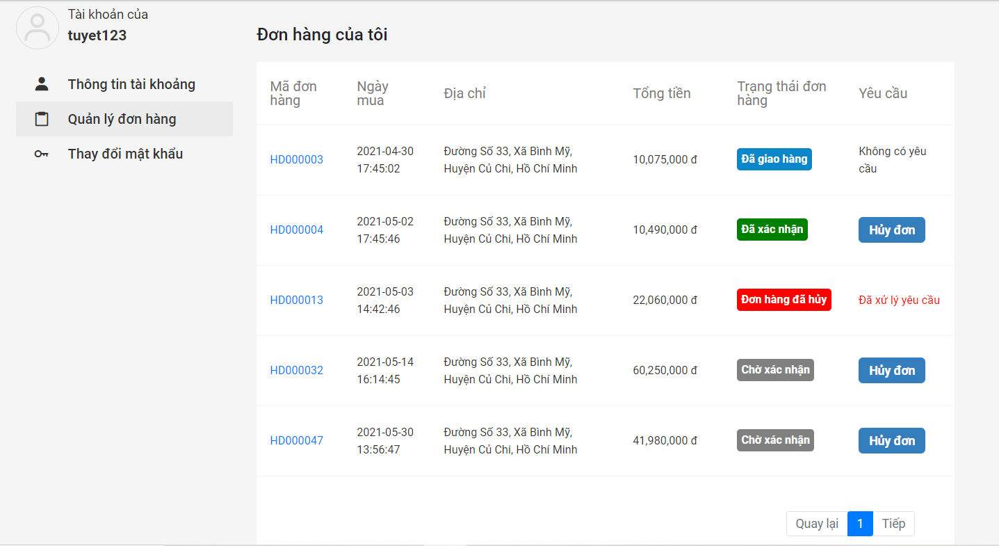 Tài khoản của
tuyet123
Thông tin tài khoảng
Quản lý đơn hàng
Thay đổi mật khẩu
Đơn hàng của tôi
Mã đơn hàng Ngày mua Địa chỉ Tổng tiền Trạng thái đơn hàng Yêu cầu
HD000003 2021-04-30 17:45:02 Đường Số 33, Xã Bình Mỹ, Huyện Củ Chi, Hồ Chí Minh 10,075,000 đ Đã giao hàng Không có yêu cầu
HD000004 2021-05-02 17:45:46 Đường Số 33, Xã Bình Mỹ, Huyện Củ Chi, Hồ Chí Minh 10,490,000 đ Đã xác nhận Hủy đơn
HD000013 2021-05-03 14:42:46 Đường Số 33, Xã Bình Mỹ, Huyện Củ Chi, Hồ Chí Minh 22,060,000 đ Đơn hàng đã hủy Đã xử lý yêu cầu
HD000032 2021-05-14 16:14:45 Đường Số 33, Xã Bình Mỹ, Huyện Củ Chi, Hồ Chí Minh 60,250,000 đ Chờ xác nhận Hủy đơn
HD000047 2021-05-30 13:56:47 Đường Số 33, Xã Bình Mỹ, Huyện Củ Chi, Hồ Chí Minh 41,980,000 đ Chờ xác nhận Hủy đơn
Quay lại 1 Tiếp